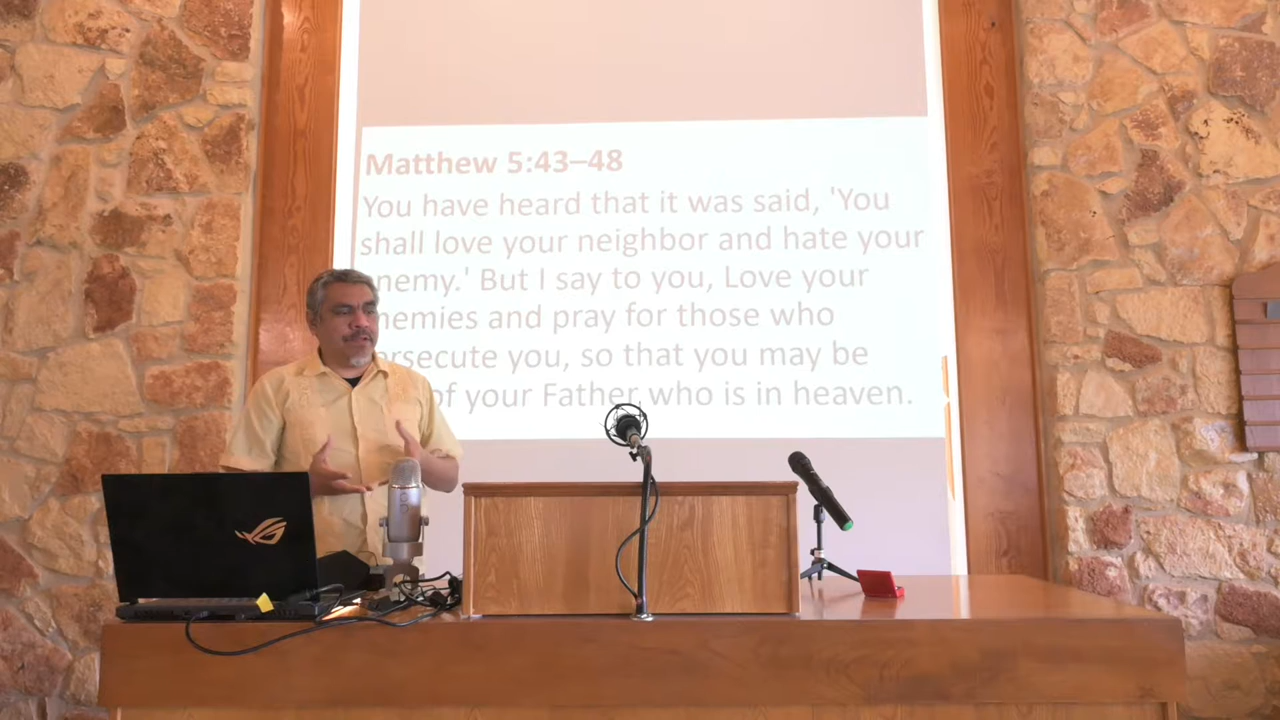 Matthew 5:43–48
You have heard that it was said, 'You
shall love your neighbor and hate your
nemy.' But I say to you, Love your
nemies and pray for those who
rsecute you, so that you may be
of your Father who is in heaven.